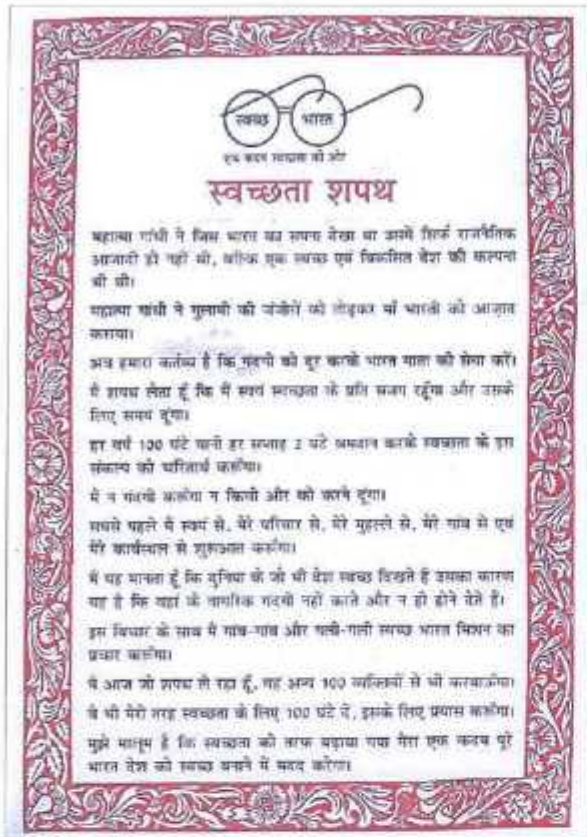 स्वच्छ भारत
एक कदम स्वच्छता की ओर
स्वच्छता शपथ
महात्मा गांधी ने जिस भारत का सपना देखा था उसमें सिर्फ राजनैतिक
आजादी ही नहीं थी, बल्कि एक स्वच्छ एवं विकसित देश की कल्पना
भी थी।
महात्मा गांधी ने गुलामी की जंजीरों को तोड़कर माँ भारती को आज़ाद
कराया।
अब हमारा कर्तव्य है कि गंदगी को दूर करके भारत माता की सेवा करें।
मैं शपथ लेता हूँ कि मैं स्वयं स्वच्छता के प्रति सजग रहूँगा और उसके
लिए समय दूंगा।
हर वर्ष 100 घंटे यानी हर सप्ताह 2 घंटे श्रमदान करके स्वच्छता के इस
संकल्प को चरितार्थ करूँगा।
मैं न गंदगी करूँगा न किसी और को करने दूंगा।
सबसे पहले मैं स्वयं से, मेरे परिवार से, मेरे मुहल्ले से, मेरे गांव से एवं
मेरे कार्यस्थल से शुरुआत करूँगा।
मैं यह मानता हूँ कि दुनिया के जो भी देश स्वच्छ दिखते हैं उसका कारण
यह है कि वहां के नागरिक गंदगी नहीं करते और न ही होने देते हैं।
इस विचार के साथ मैं गांव-गांव और गली-गली स्वच्छ भारत मिशन का
प्रचार करूँगा।
मैं आज जो शपथ ले रहा हूँ, वह अन्य 100 व्यक्तियों से भी करवाऊँगा।
वे भी मेरी तरह स्वच्छता के लिए 100 घंटे दें, इसके लिए प्रयास करूँगा।
मुझे मालूम है कि स्वच्छता की तरफ बढ़ाया गया मेरा एक कदम पूरे
भारत देश को स्वच्छ बनाने में मदद करेगा।